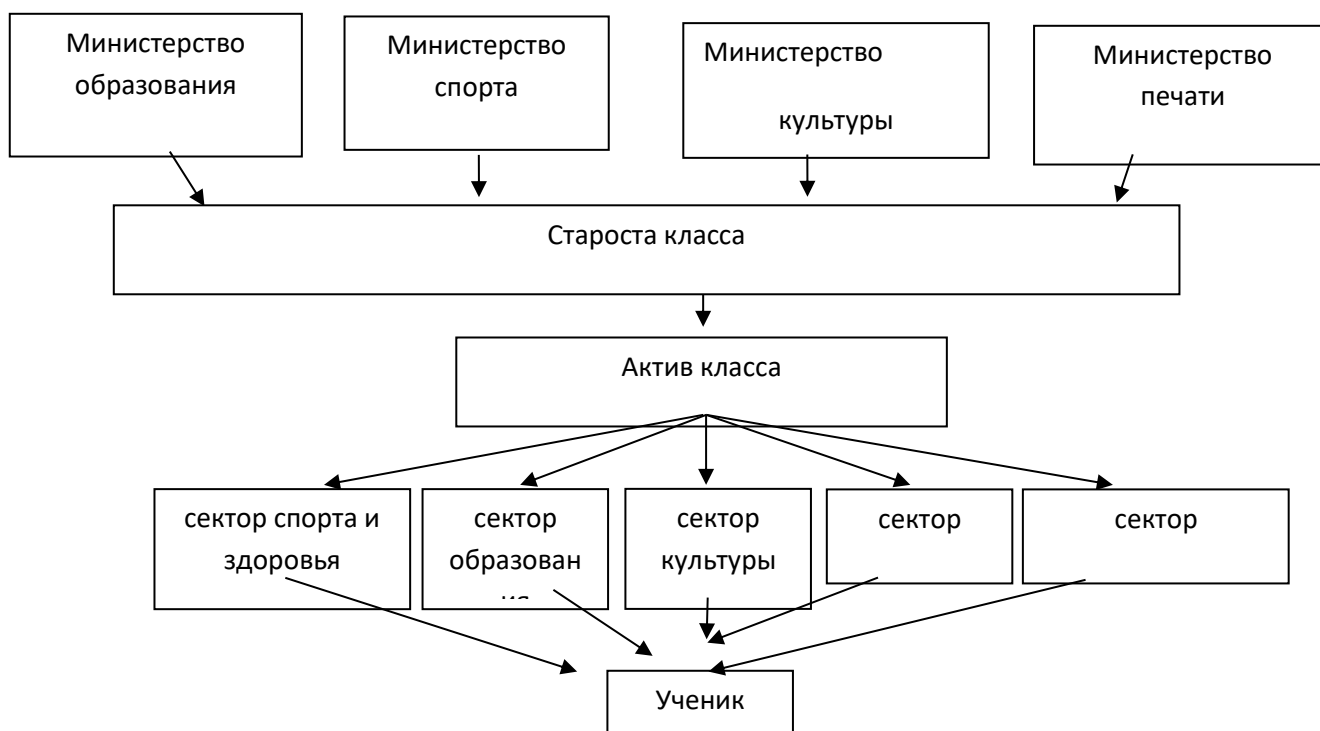 Министерство
образования
Министерство
спорта
Министерство
культуры
Министерство
печати
Староста класса
Актив класса
сектор спорта и
здоровья
сектор
образован
сектор
культуры
сектор
сектор
Ученик